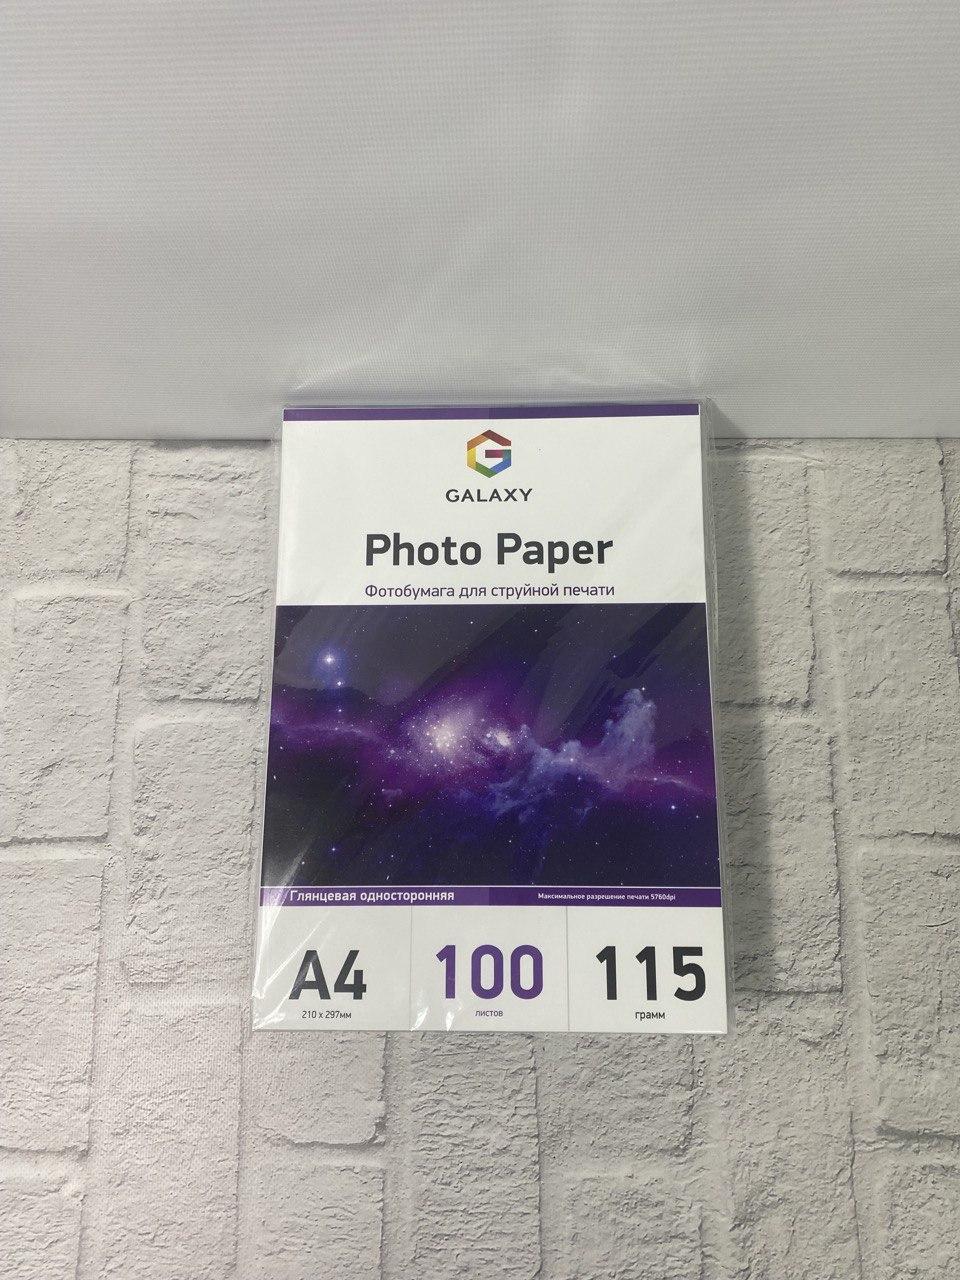 GALAXY
Photo Paper
Фотобумага для струйной печати
Глянцевая односторонняя
Максимальное разрешение печати 5760dpi
A4
210 x 297мм
100
листов
115
грамм